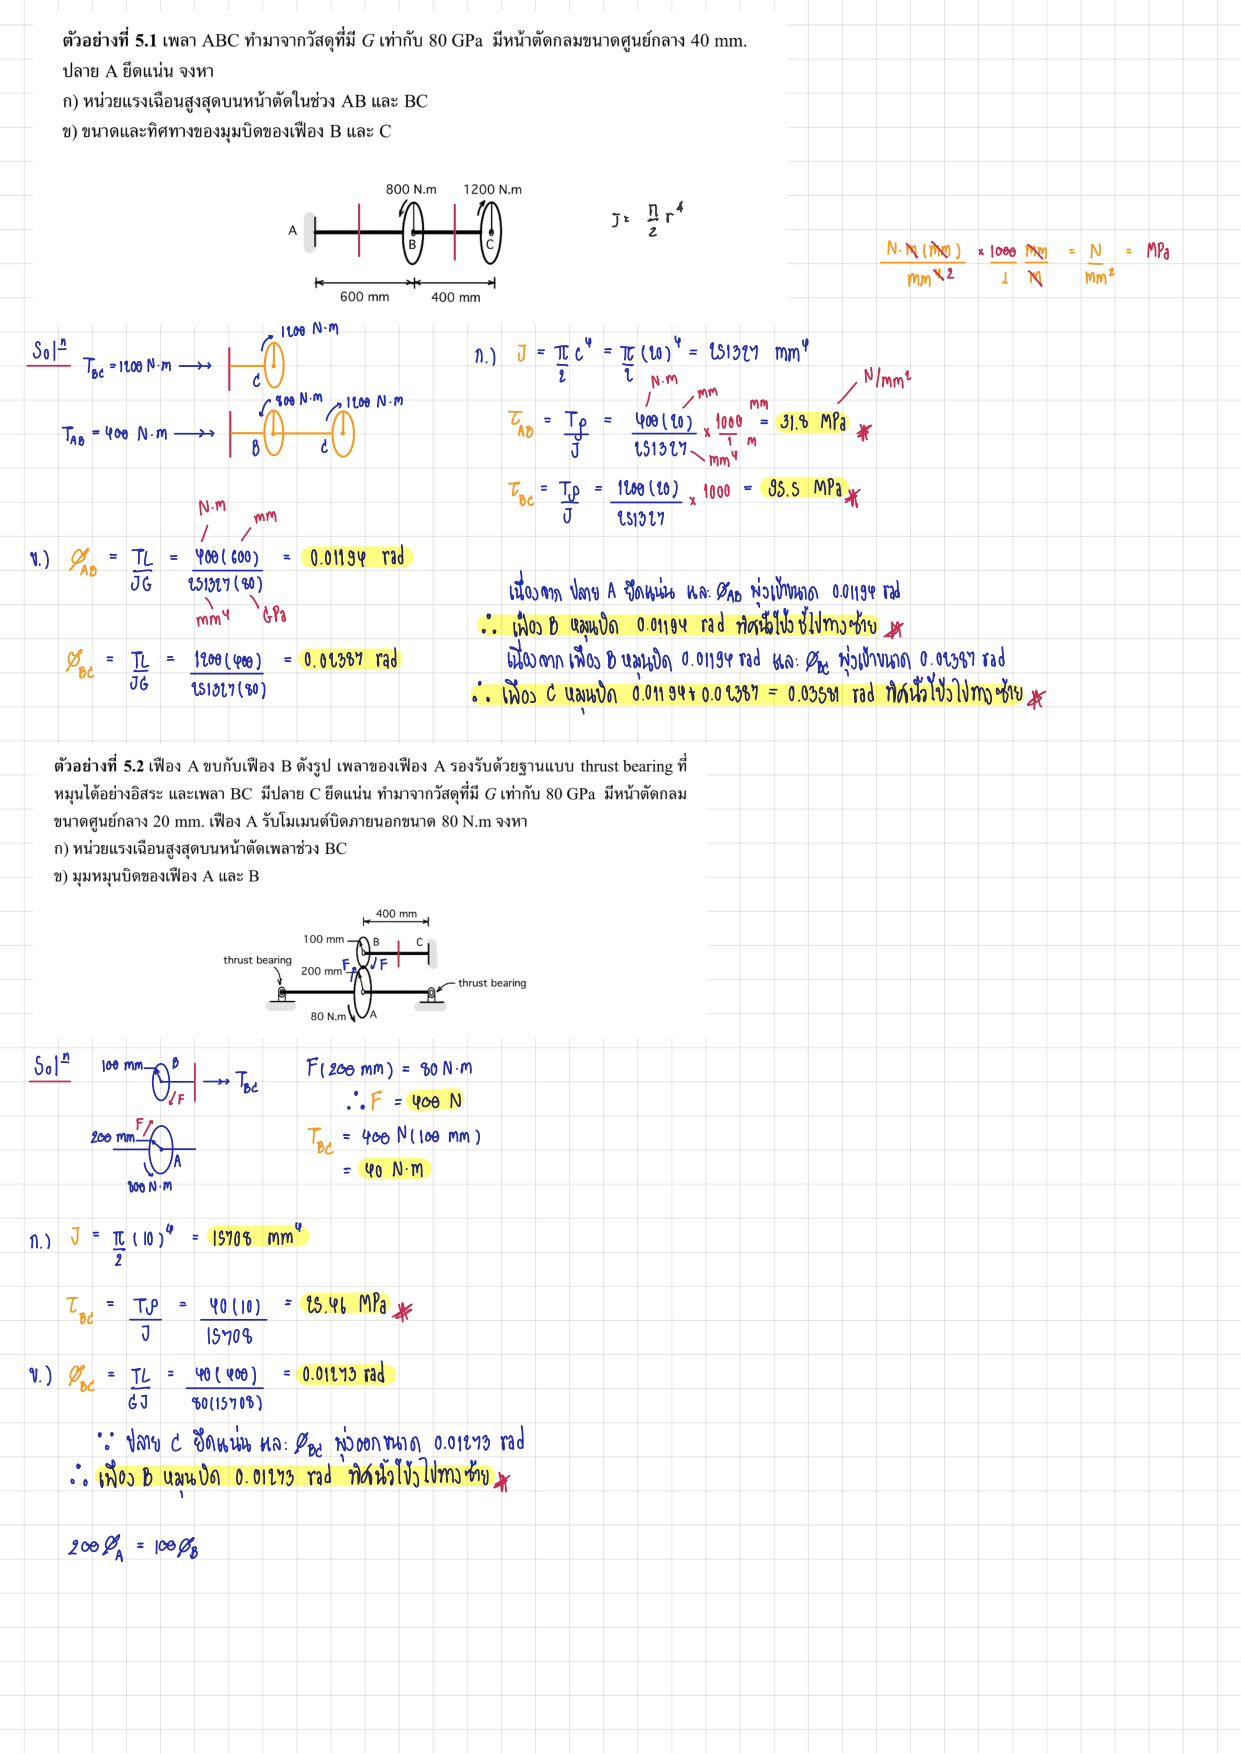 ตัวอย่างที่ 5.1 เพลา ABC ทำมาจากวัสดุที่มี G เท่ากับ 80 GPa มีหน้าตัดกลมขนาดศูนย์กลาง 40 mm.
ปลาย A ยึดแน่น จงหา
ก) หน่วยแรงเฉือนสูงสุดบนหน้าตัดในช่วง AB และ BC
ข) ขนาดและทิศทางของมุมบิดของเฟือง B และ C
800 N.m 1200 N.m
A B C
600 mm 400 mm
J = π/2 r⁴
N·m(mm)/mm⁴² × 1000/1 mm/m = N/mm² = MPa
Solⁿ
T_BC = 1200 N·m →→
1200 N·m
C
T_AB = 400 N·m →→
800 N·m 1200 N·m
B C
ก.) J = π/2 c⁴ = π/2 (20)⁴ = 251327 mm⁴
N·m mm mm N/mm²
τ_AB = Tρ/J = 400(20)/251327 × 1000/1 = 31.8 MPa
mm⁴ m
τ_BC = Tρ/J = 1200(20)/251327 × 1000 = 95.5 MPa
N·m mm
ข.) φ_AB = TL/JG = 400(600)/251327(80) = 0.01194 rad
mm⁴ GPa
φ_BC = TL/JG = 1200(400)/251327(80) = 0.02387 rad
เนื่องจาก ปลาย A ยึดแน่น และ φ_AB พุ่งเข้าขนาด 0.01194 rad
∴ เฟือง B หมุนบิด 0.01194 rad ทิศนิ้วโป้งชี้ไปทางซ้าย
เนื่องจาก เฟือง B หมุนบิด 0.01194 rad และ φ_BC พุ่งเข้าขนาด 0.02387 rad
∴ เฟือง C หมุนบิด 0.01194 + 0.02387 = 0.03581 rad ทิศนิ้วโป้งไปทางซ้าย
ตัวอย่างที่ 5.2 เฟือง A ขบกับเฟือง B ดังรูป เพลาของเฟือง A รองรับด้วยฐานแบบ thrust bearing ที่
หมุนได้อย่างอิสระ และเพลา BC มีปลาย C ยึดแน่น ทำมาจากวัสดุที่มี G เท่ากับ 80 GPa มีหน้าตัดกลม
ขนาดศูนย์กลาง 20 mm. เฟือง A รับโมเมนต์บิดภายนอกขนาด 80 N.m จงหา
ก) หน่วยแรงเฉือนสูงสุดบนหน้าตัดเพลาช่วง BC
ข) มุมหมุนบิดของเฟือง A และ B
400 mm
100 mm B C
thrust bearing F F
200 mm
thrust bearing
80 N.m A
Solⁿ
100 mm B
→→ T_BC
F
F
200 mm
A
800 N·m
F(200 mm) = 80 N·m
∴ F = 400 N
T_BC = 400 N(100 mm)
= 40 N·m
ก.) J = π/2 (10)⁴ = 15708 mm⁴
τ_BC = Tρ/J = 40(10)/15708 = 25.46 MPa
ข.) φ_BC = TL/GJ = 40(400)/80(15708) = 0.01273 rad
∵ ปลาย C ยึดแน่น และ φ_BC พุ่งออกขนาด 0.01273 rad
∴ เฟือง B หมุนบิด 0.01273 rad ทิศนิ้วโป้งไปทางซ้าย
200φ_A = 100φ_B